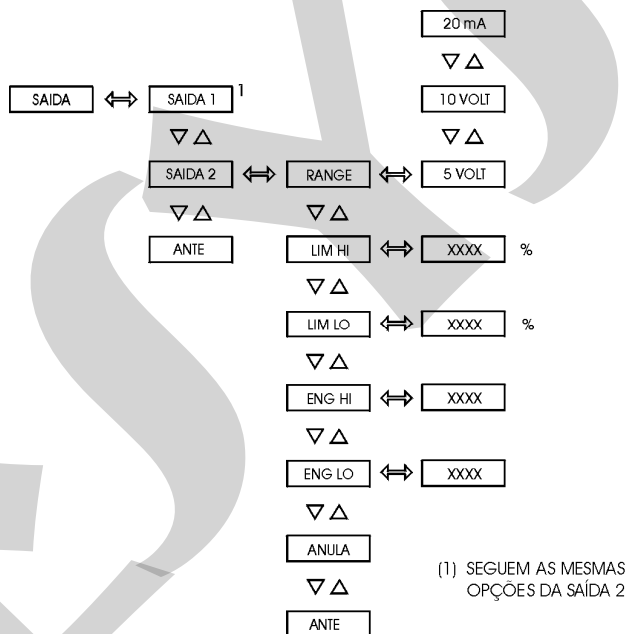 20 mA
10 VOLT
SAIDA
SAIDA 1
1
SAIDA 2
RANGE
5 VOLT
ANTE
LIM HI
XXXX
%
LIM LO
XXXX
%
ENG HI
XXXX
ENG LO
XXXX
ANULA
ANTE
(1) SEGUEM AS MESMAS
OPÇÕES DA SAÍDA 2